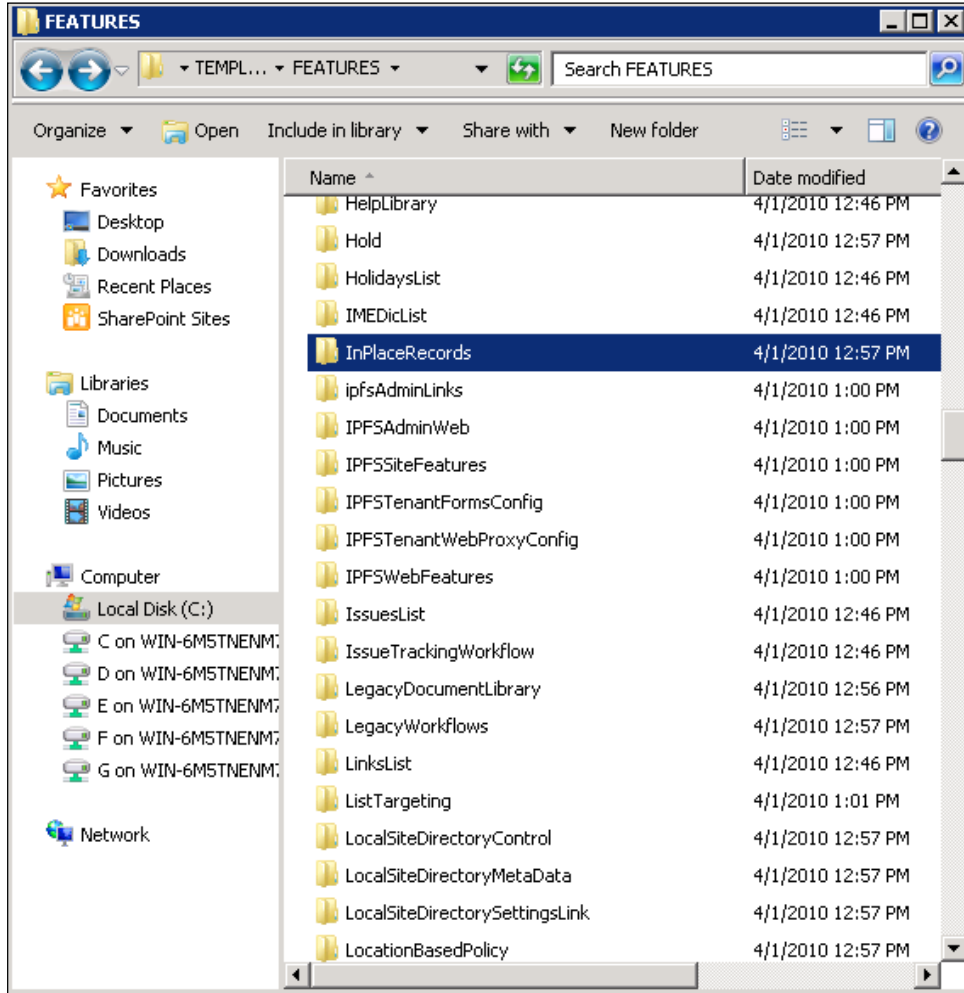 FEATURES
TEMPL... FEATURES Search FEATURES
Organize Open Include in library Share with New folder
Favorites
Desktop
Downloads
Recent Places
SharePoint Sites
Libraries
Documents
Music
Pictures
Videos
Computer
Local Disk (C:)
C on WIN-6M5TNENM
D on WIN-6M5TNENM
E on WIN-6M5TNENM7
F on WIN-6M5TNENM7
G on WIN-6M5TNENM
Network
Name Date modified
HelpLibrary 4/1/2010 12:46 PM
Hold 4/1/2010 12:57 PM
HolidaysList 4/1/2010 12:46 PM
IMEDicList 4/1/2010 12:46 PM
InPlaceRecords 4/1/2010 12:57 PM
ipfsAdminLinks 4/1/2010 1:00 PM
IPFSAdminWeb 4/1/2010 1:00 PM
IPFSSiteFeatures 4/1/2010 1:00 PM
IPFSTenantFormsConfig 4/1/2010 1:00 PM
IPFSTenantWebProxyConfig 4/1/2010 1:00 PM
IPFSWebFeatures 4/1/2010 1:00 PM
IssuesList 4/1/2010 12:46 PM
IssueTrackingWorkflow 4/1/2010 12:46 PM
LegacyDocumentLibrary 4/1/2010 12:56 PM
LegacyWorkflows 4/1/2010 12:57 PM
LinksList 4/1/2010 12:46 PM
ListTargeting 4/1/2010 1:01 PM
LocalSiteDirectoryControl 4/1/2010 12:57 PM
LocalSiteDirectoryMetaData 4/1/2010 12:57 PM
LocalSiteDirectorySettingsLink 4/1/2010 12:57 PM
LocationBasedPolicy 4/1/2010 12:57 PM